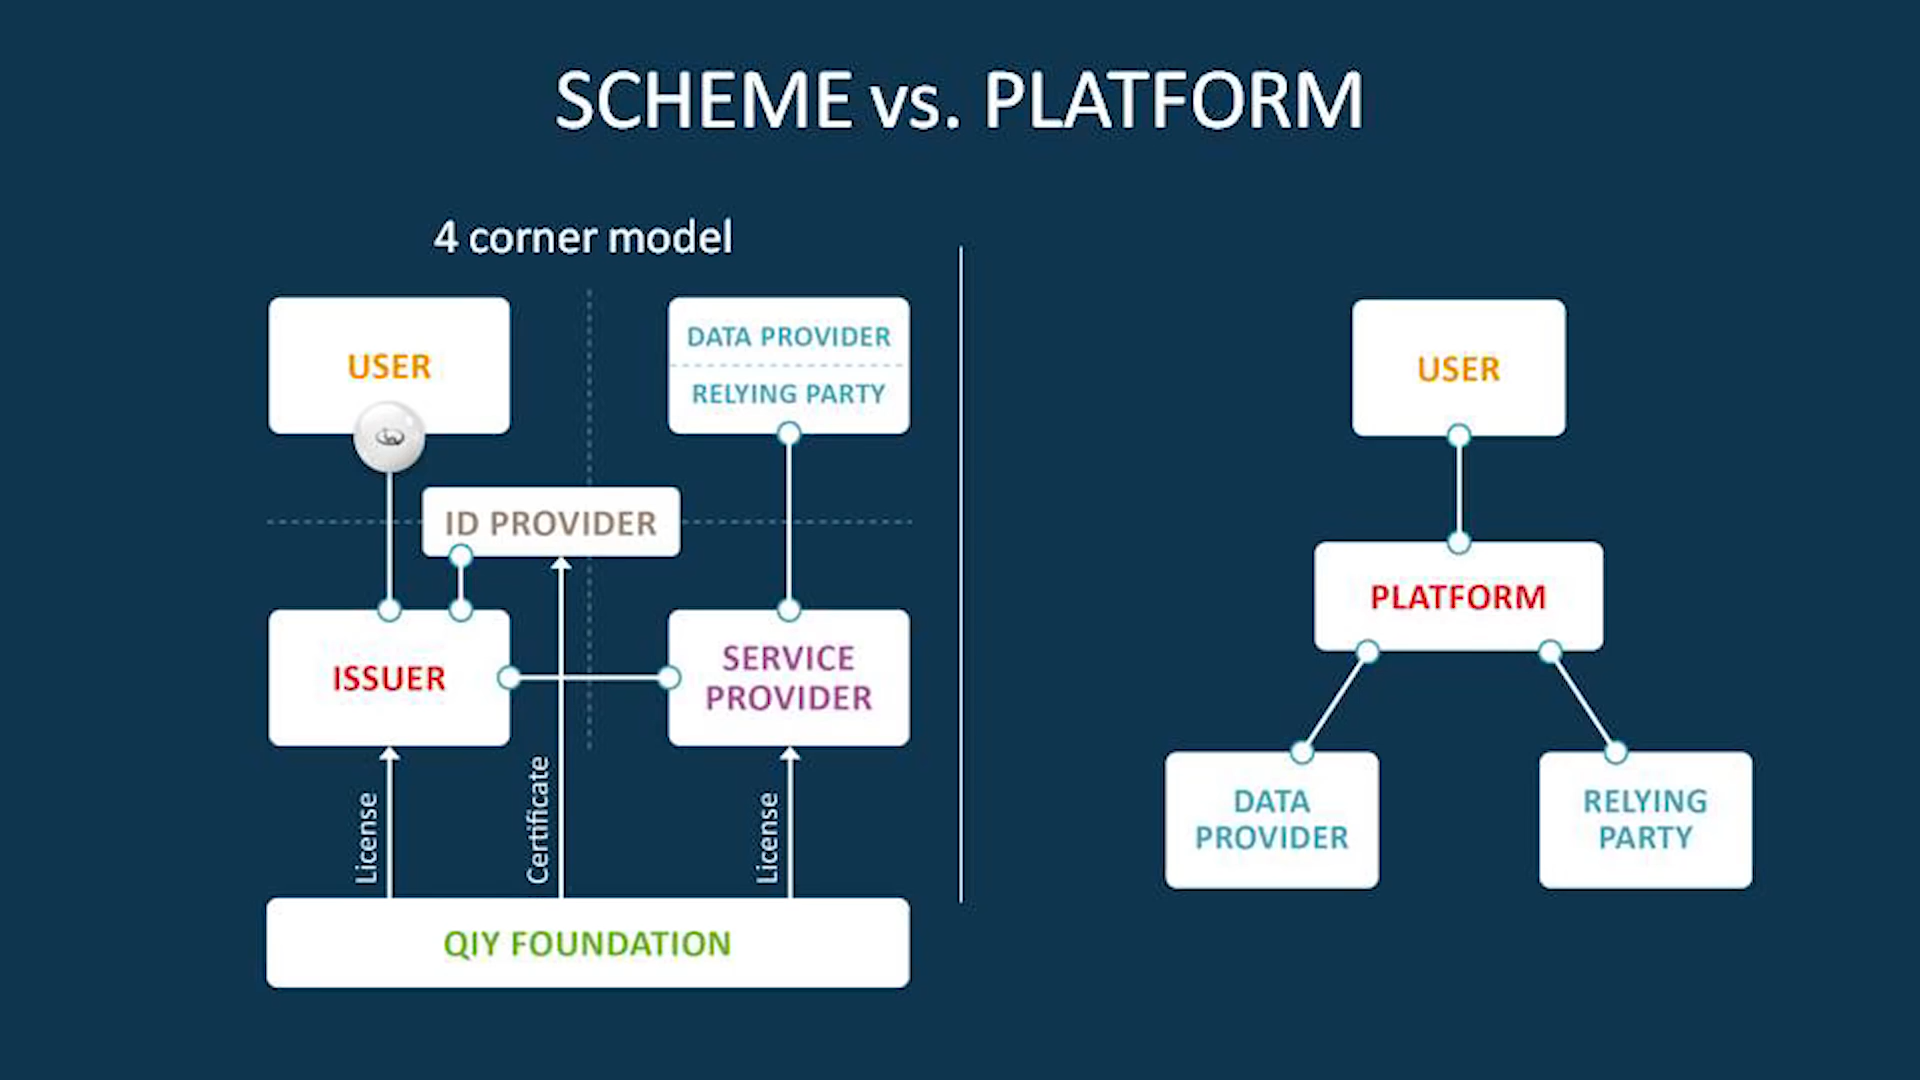 SCHEME vs. PLATFORM
4 corner model
USER
DATA PROVIDER
RELYING PARTY
ID PROVIDER
ISSUER
SERVICE
PROVIDER
License
Certificate
License
QIY FOUNDATION
USER
PLATFORM
DATA
PROVIDER
RELYING
PARTY